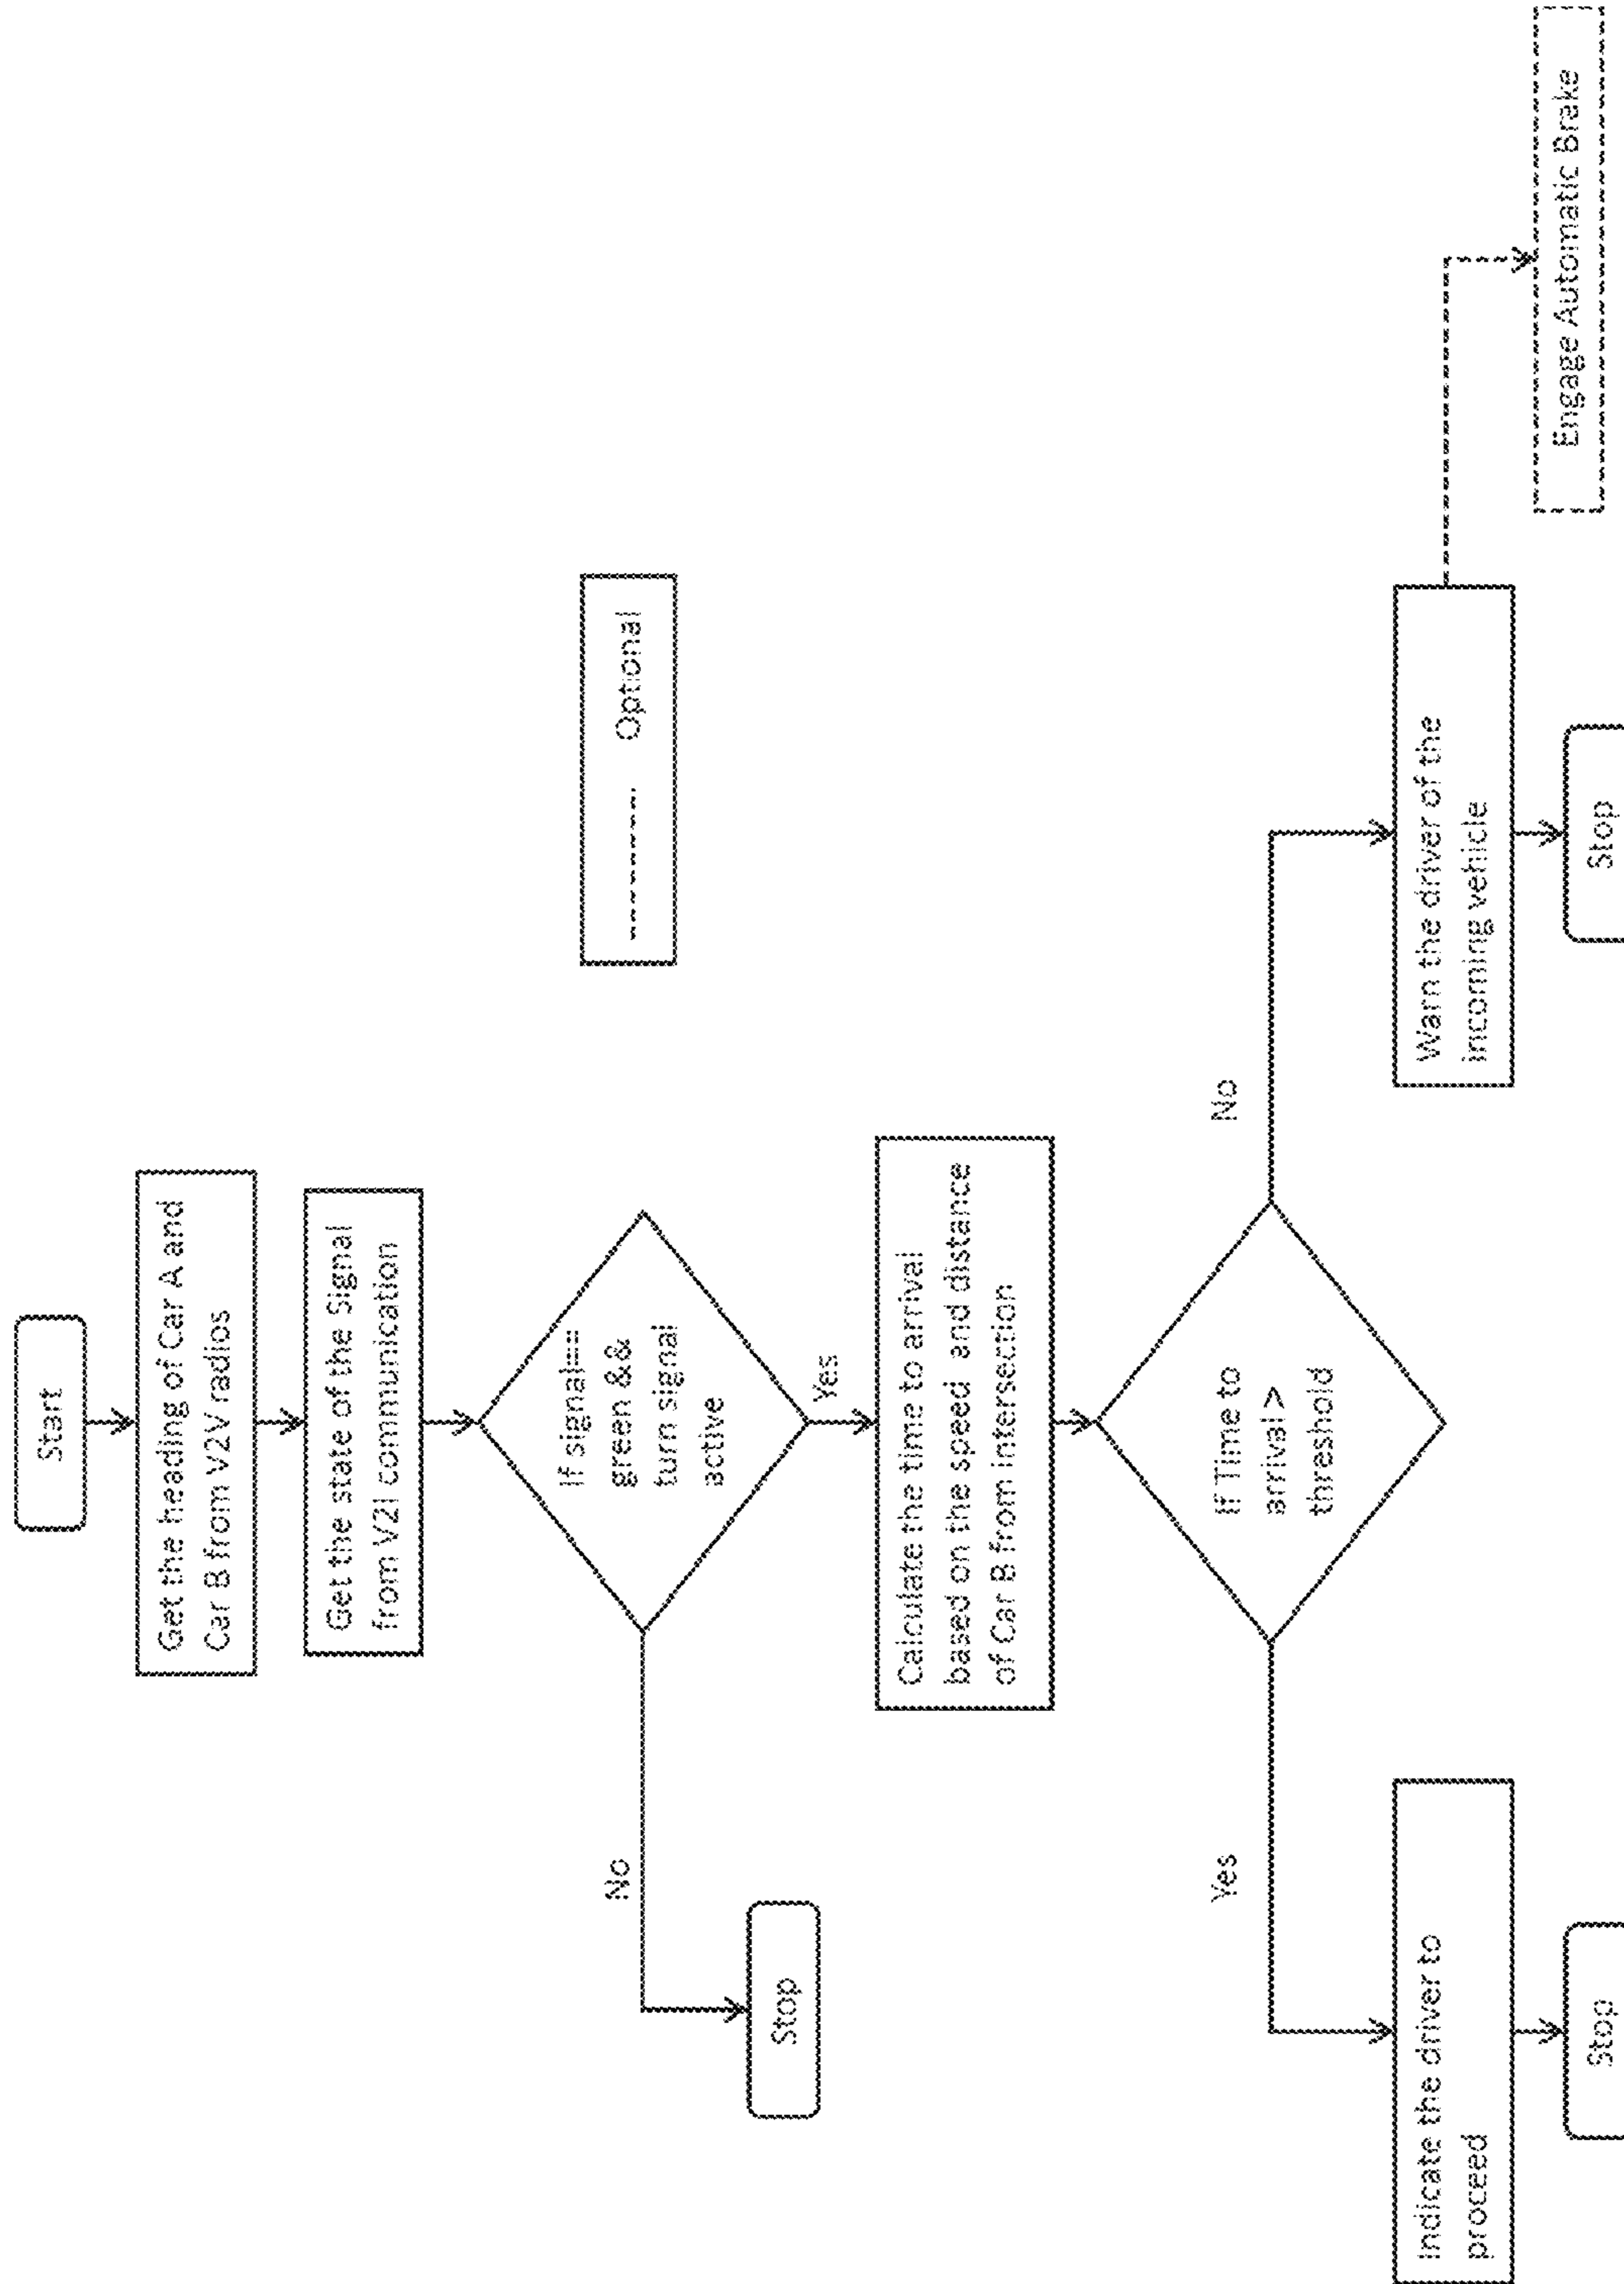 Start
Get the heading of Car A and
Car B from V2V radios
Get the state of the Signal
from V2I communication
If signal==
green &&
turn signal
active
No
Stop
Yes
Optional
Calculate the time to arrival
based on the speed and distance
of Car B from intersection
If Time to
arrival >
threshold
Yes
No
Indicate the driver to
proceed
Stop
Warn the driver of the
incoming vehicle
Stop
Engage Automatic Brake